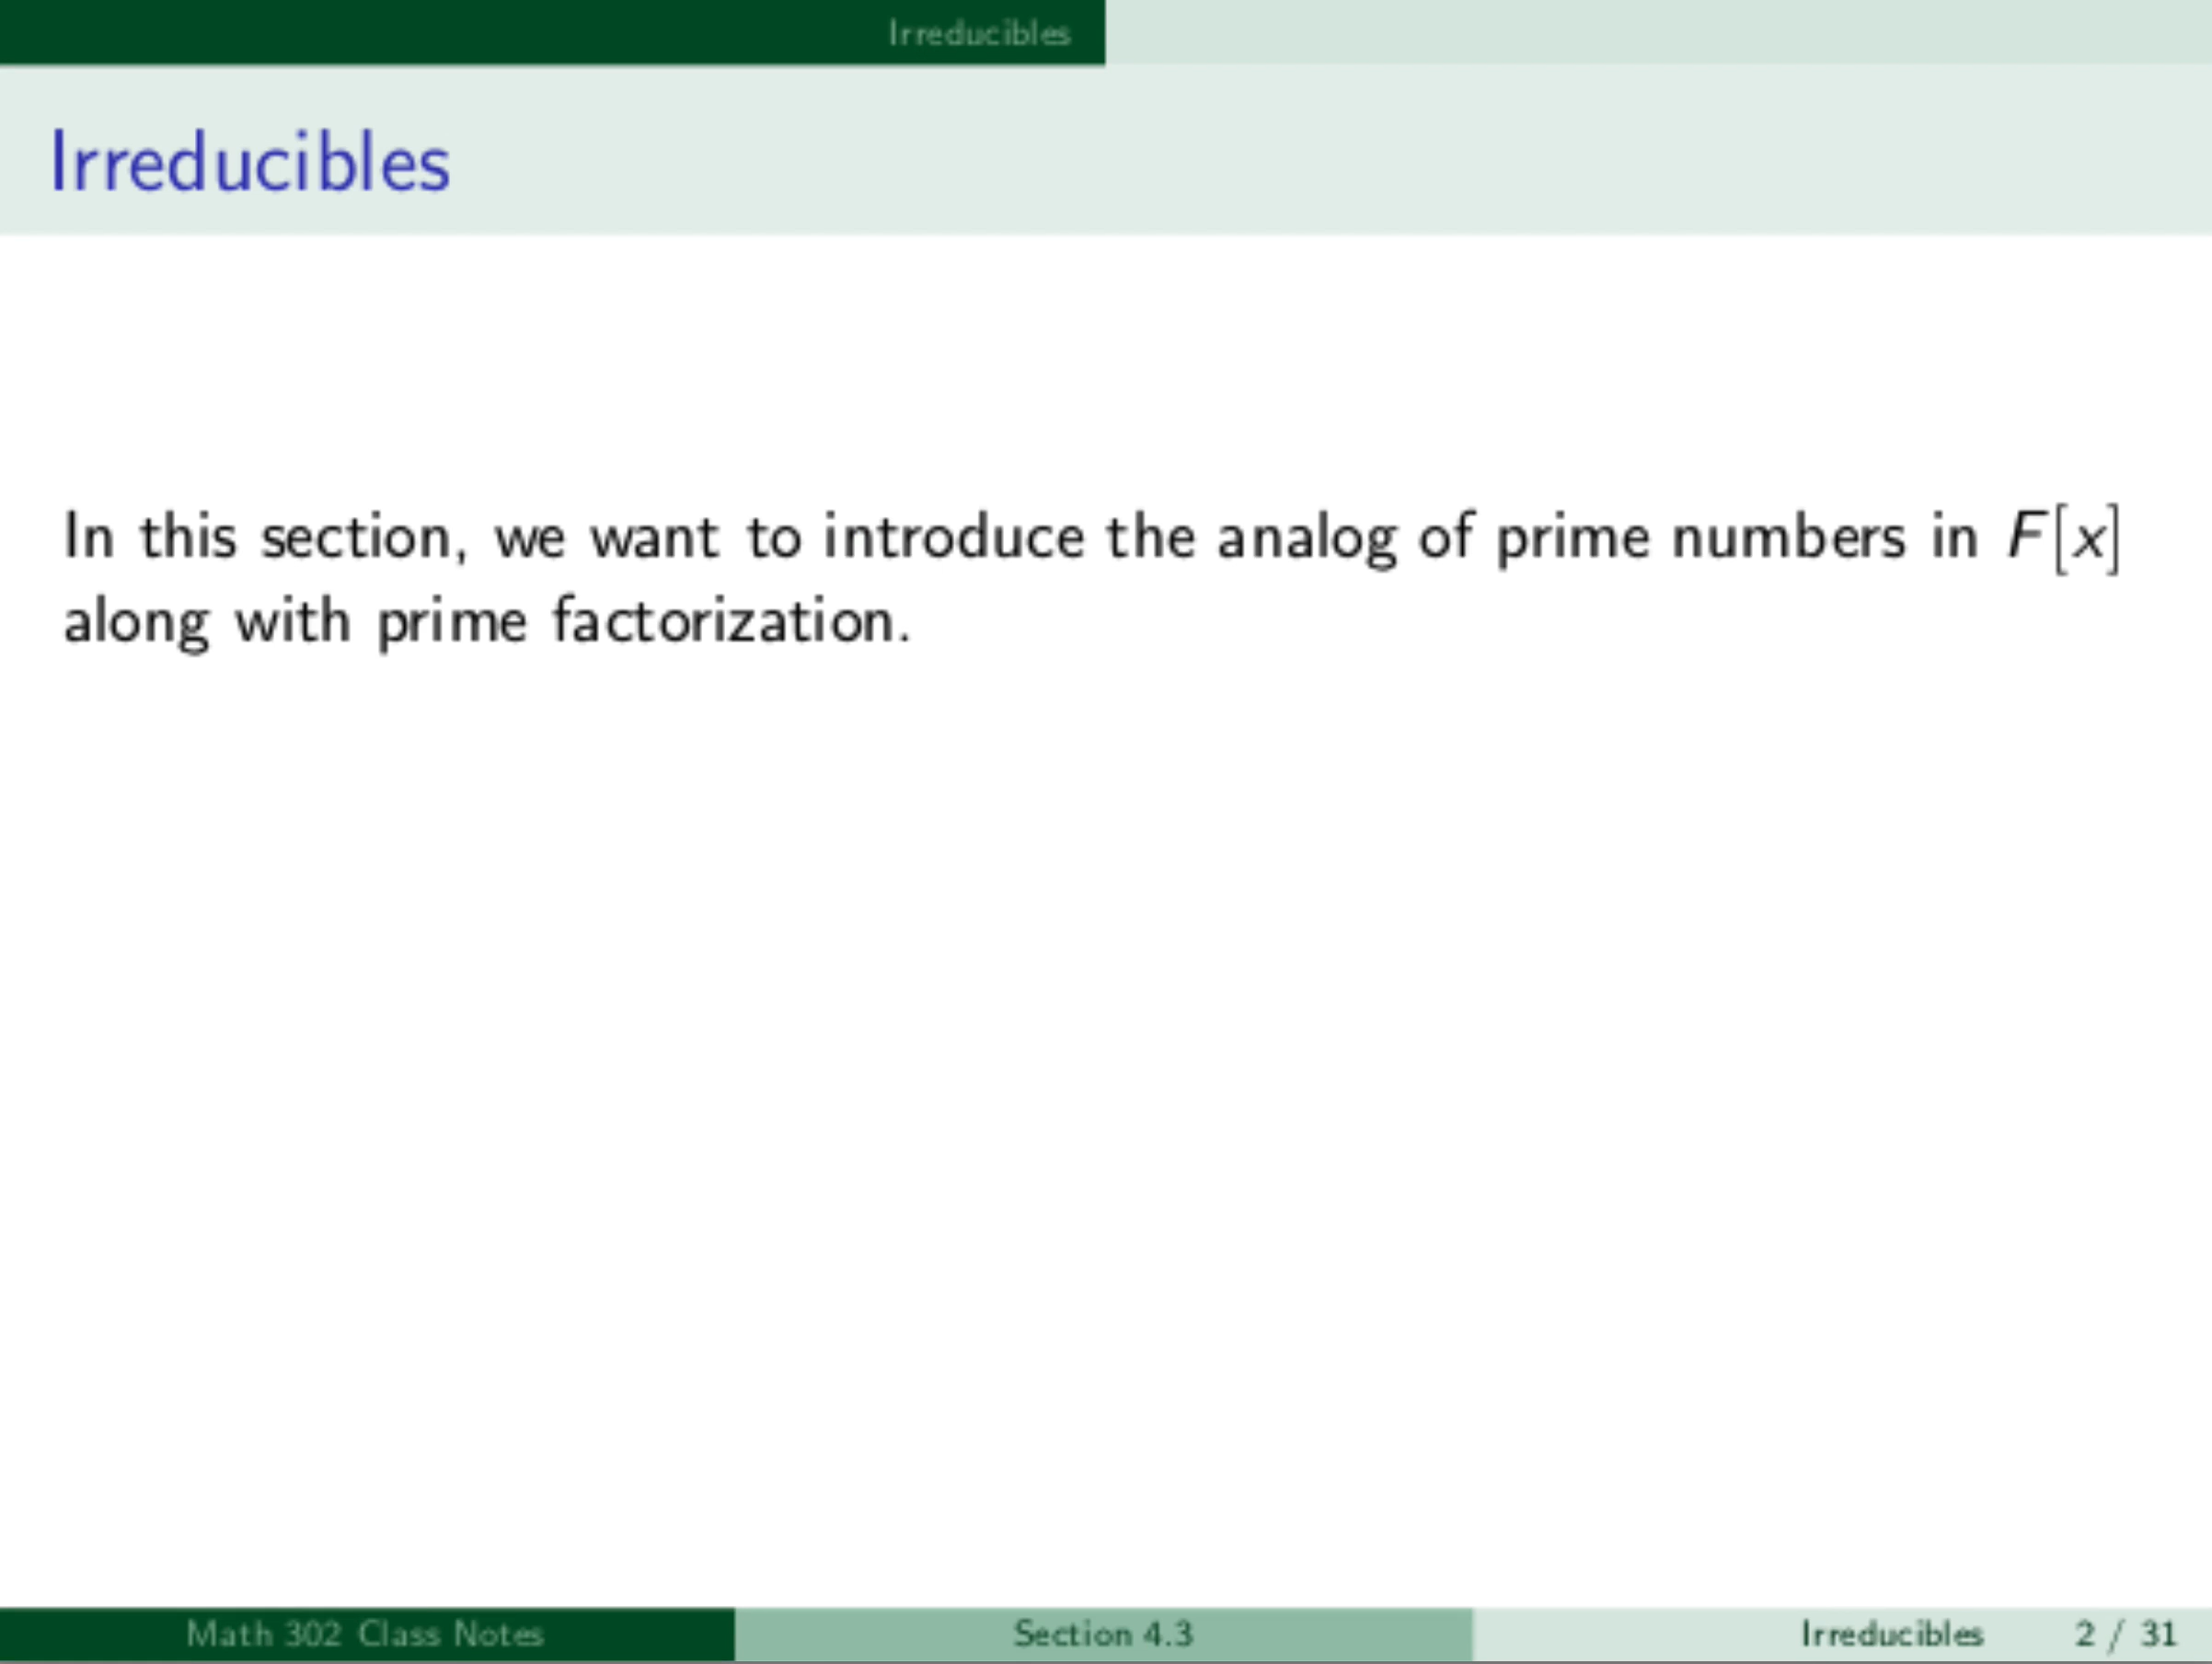 Irreducibles
Irreducibles
In this section, we want to introduce the analog of prime numbers in F[x]
along with prime factorization.
Math 302 Class Notes Section 4.3 Irreducibles 2 / 31